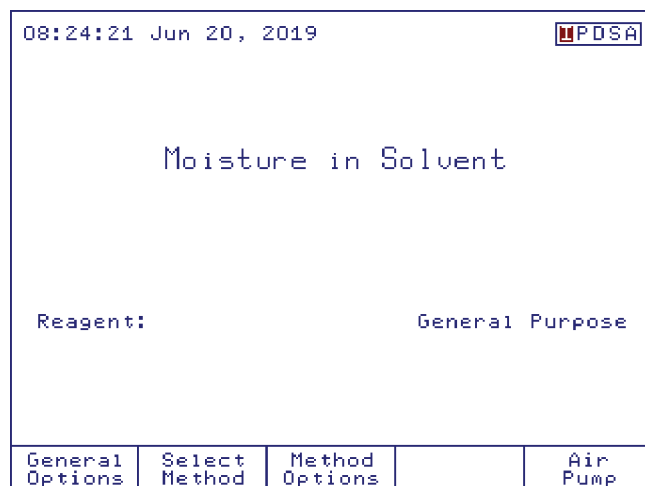 08:24:21 Jun 20, 2019 IPDSA
Moisture in Solvent
Reagent: General Purpose
General Select Method Air
Options Method Options Pump